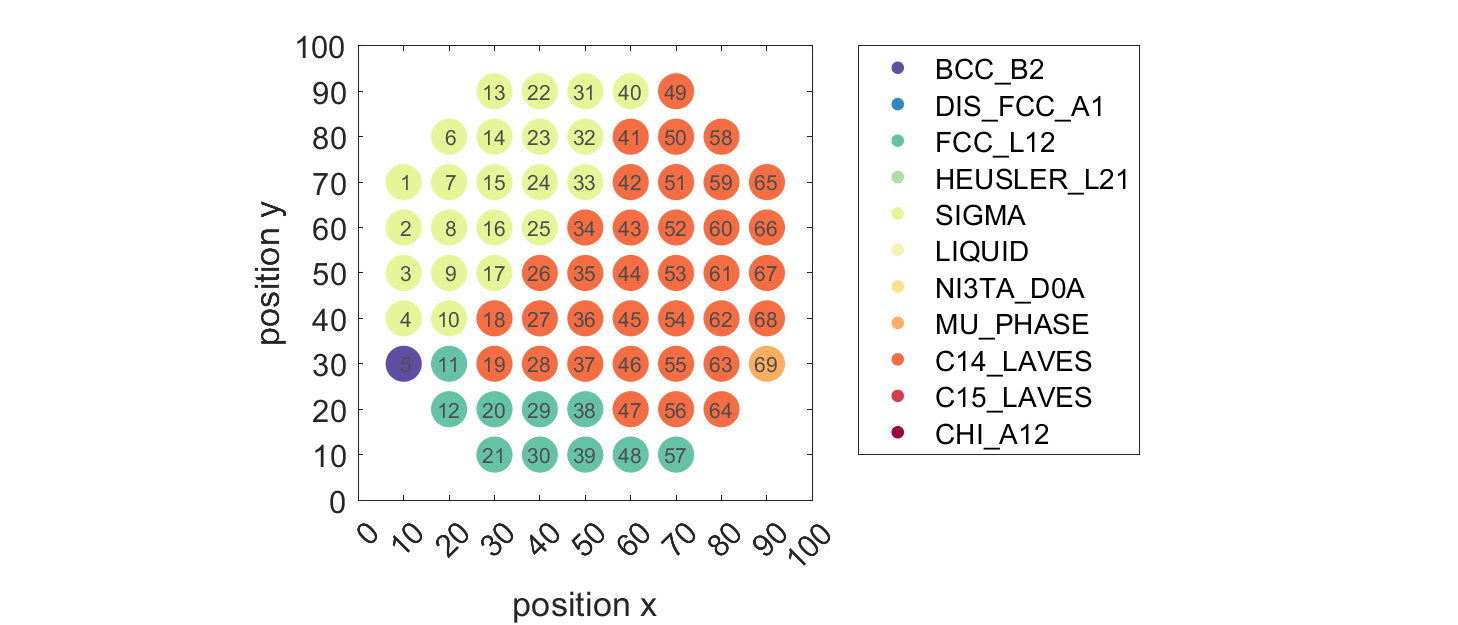 100
90
80
70
60
50
40
30
20
10
0
13 22 31 40 49
6 14 23 32 41 50 58
1 7 15 24 33 42 51 59 65
2 8 16 25 34 43 52 60 66
3 9 17 26 35 44 53 61 67
4 10 18 27 36 45 54 62 68
5 11 19 28 37 46 55 63 69
12 20 29 38 47 56 64
21 30 39 48 57
0 10 20 30 40 50 60 70 80 90 100
position x
position y
BCC_B2
DIS_FCC_A1
FCC_L12
HEUSLER_L21
SIGMA
LIQUID
NI3TA_D0A
MU_PHASE
C14_LAVES
C15_LAVES
CHI_A12